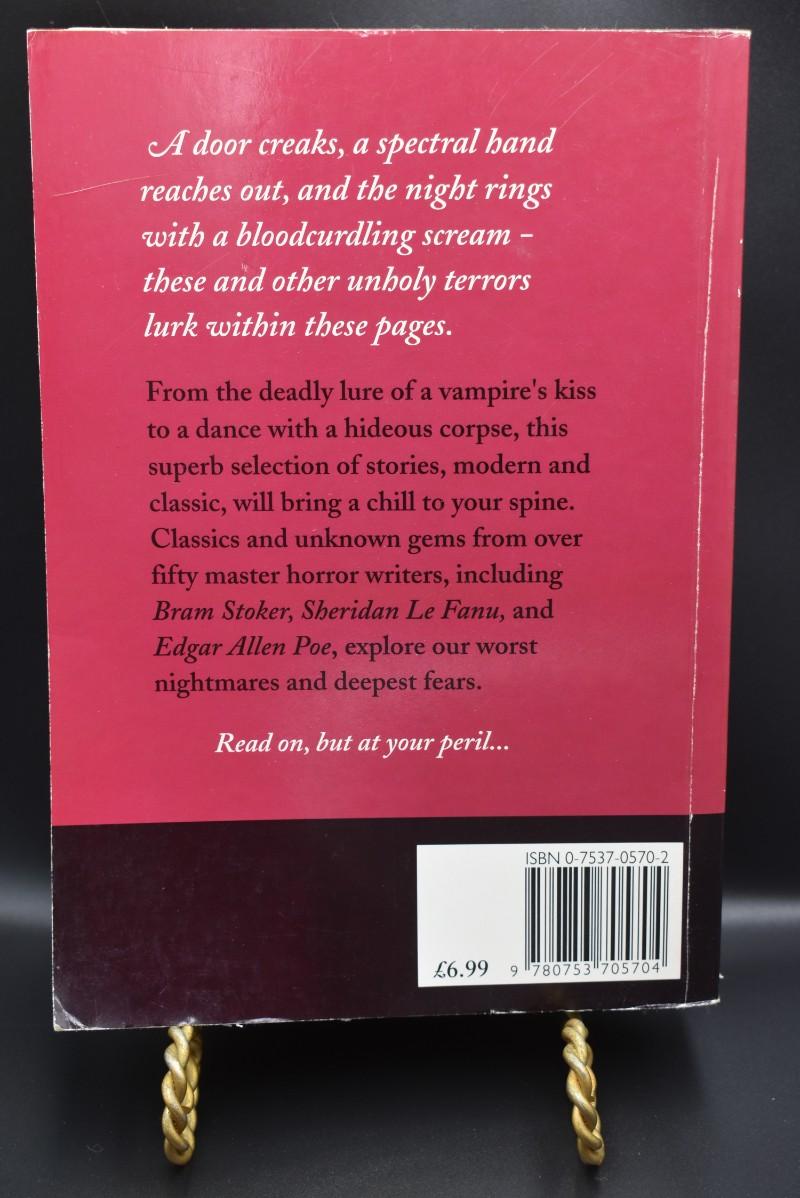 A door creaks, a spectral hand
reaches out, and the night rings
with a bloodcurdling scream –
these and other unholy terrors
lurk within these pages.
From the deadly lure of a vampire's kiss
to a dance with a hideous corpse, this
superb selection of stories, modern and
classic, will bring a chill to your spine.
Classics and unknown gems from over
fifty master horror writers, including
Bram Stoker, Sheridan Le Fanu, and
Edgar Allen Poe, explore our worst
nightmares and deepest fears.
Read on, but at your peril...
ISBN 0-7537-0570-2
£6.99
9 780753 705704